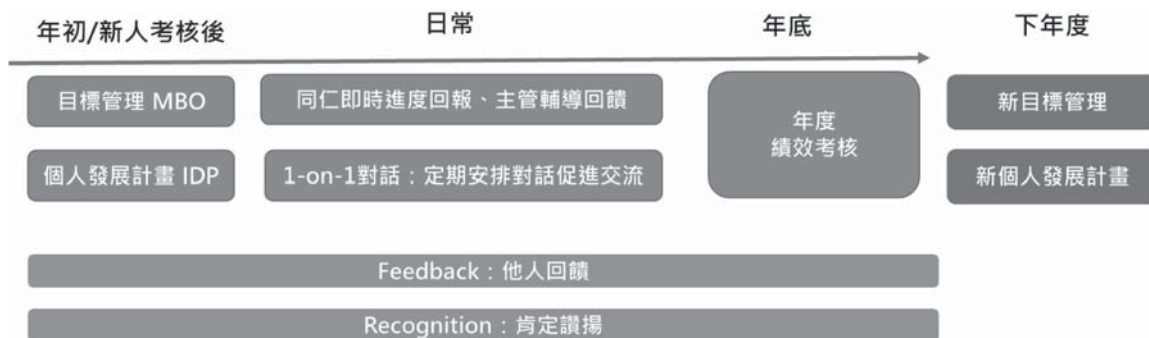 年初/新人考核後
日常
年底
下年度
目標管理 MBO
同仁即時進度回報、主管輔導回饋
年度
績效考核
新目標管理
個人發展計畫 IDP
1-on-1對話：定期安排對話促進交流
新個人發展計畫
Feedback：他人回饋
Recognition：肯定讚揚